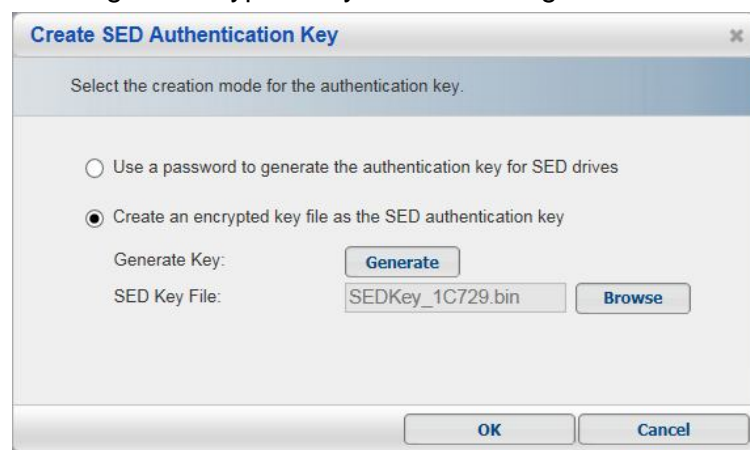 Create SED Authentication Key
Select the creation mode for the authentication key.
Use a password to generate the authentication key for SED drives
Create an encrypted key file as the SED authentication key
Generate Key: Generate
SED Key File: SEDKey_1C729.bin Browse
OK Cancel